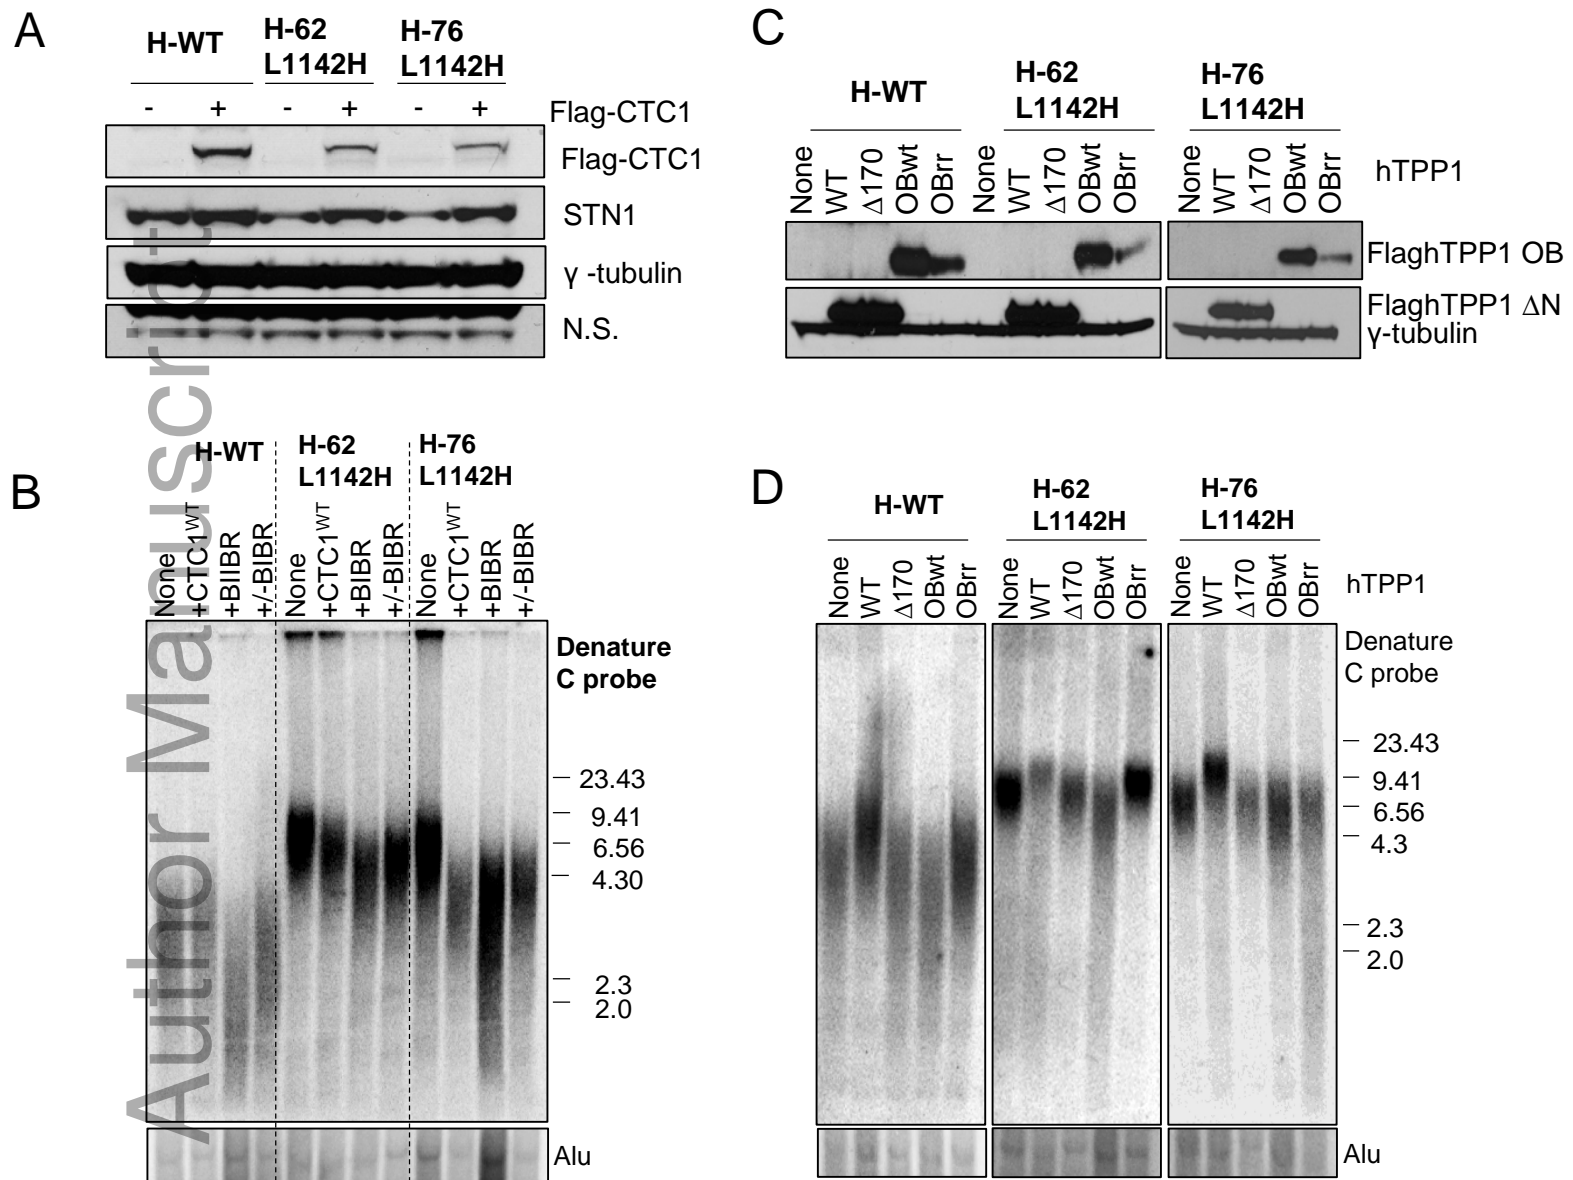 A
H-WT
H-62
L1142H
H-76
L1142H
- + - + - + Flag-CTC1
Flag-CTC1
STN1
γ -tubulin
N.S.
C
H-WT
H-62
L1142H
H-76
L1142H
None WT Δ170 OBwt OBrr None WT Δ170 OBwt OBrr None WT Δ170 OBwt OBrr
hTPP1
FlaghTPP1 OB
FlaghTPP1 ΔN
γ-tubulin
B
H-WT
H-62
L1142H
H-76
L1142H
None +CTC1WT +BIIBR +/-BIBR None +CTC1WT +BIBR +/-BIBR None +CTC1WT +BIBR +/-BIBR
Denature
C probe
23.43
9.41
6.56
4.30
2.3
2.0
Alu
D
H-WT
H-62
L1142H
H-76
L1142H
None WT Δ170 OBwt OBrr None WT Δ170 OBwt OBrr None WT Δ170 OBwt OBrr
hTPP1
Denature
C probe
23.43
9.41
6.56
4.3
2.3
2.0
Alu
Author Manuscript